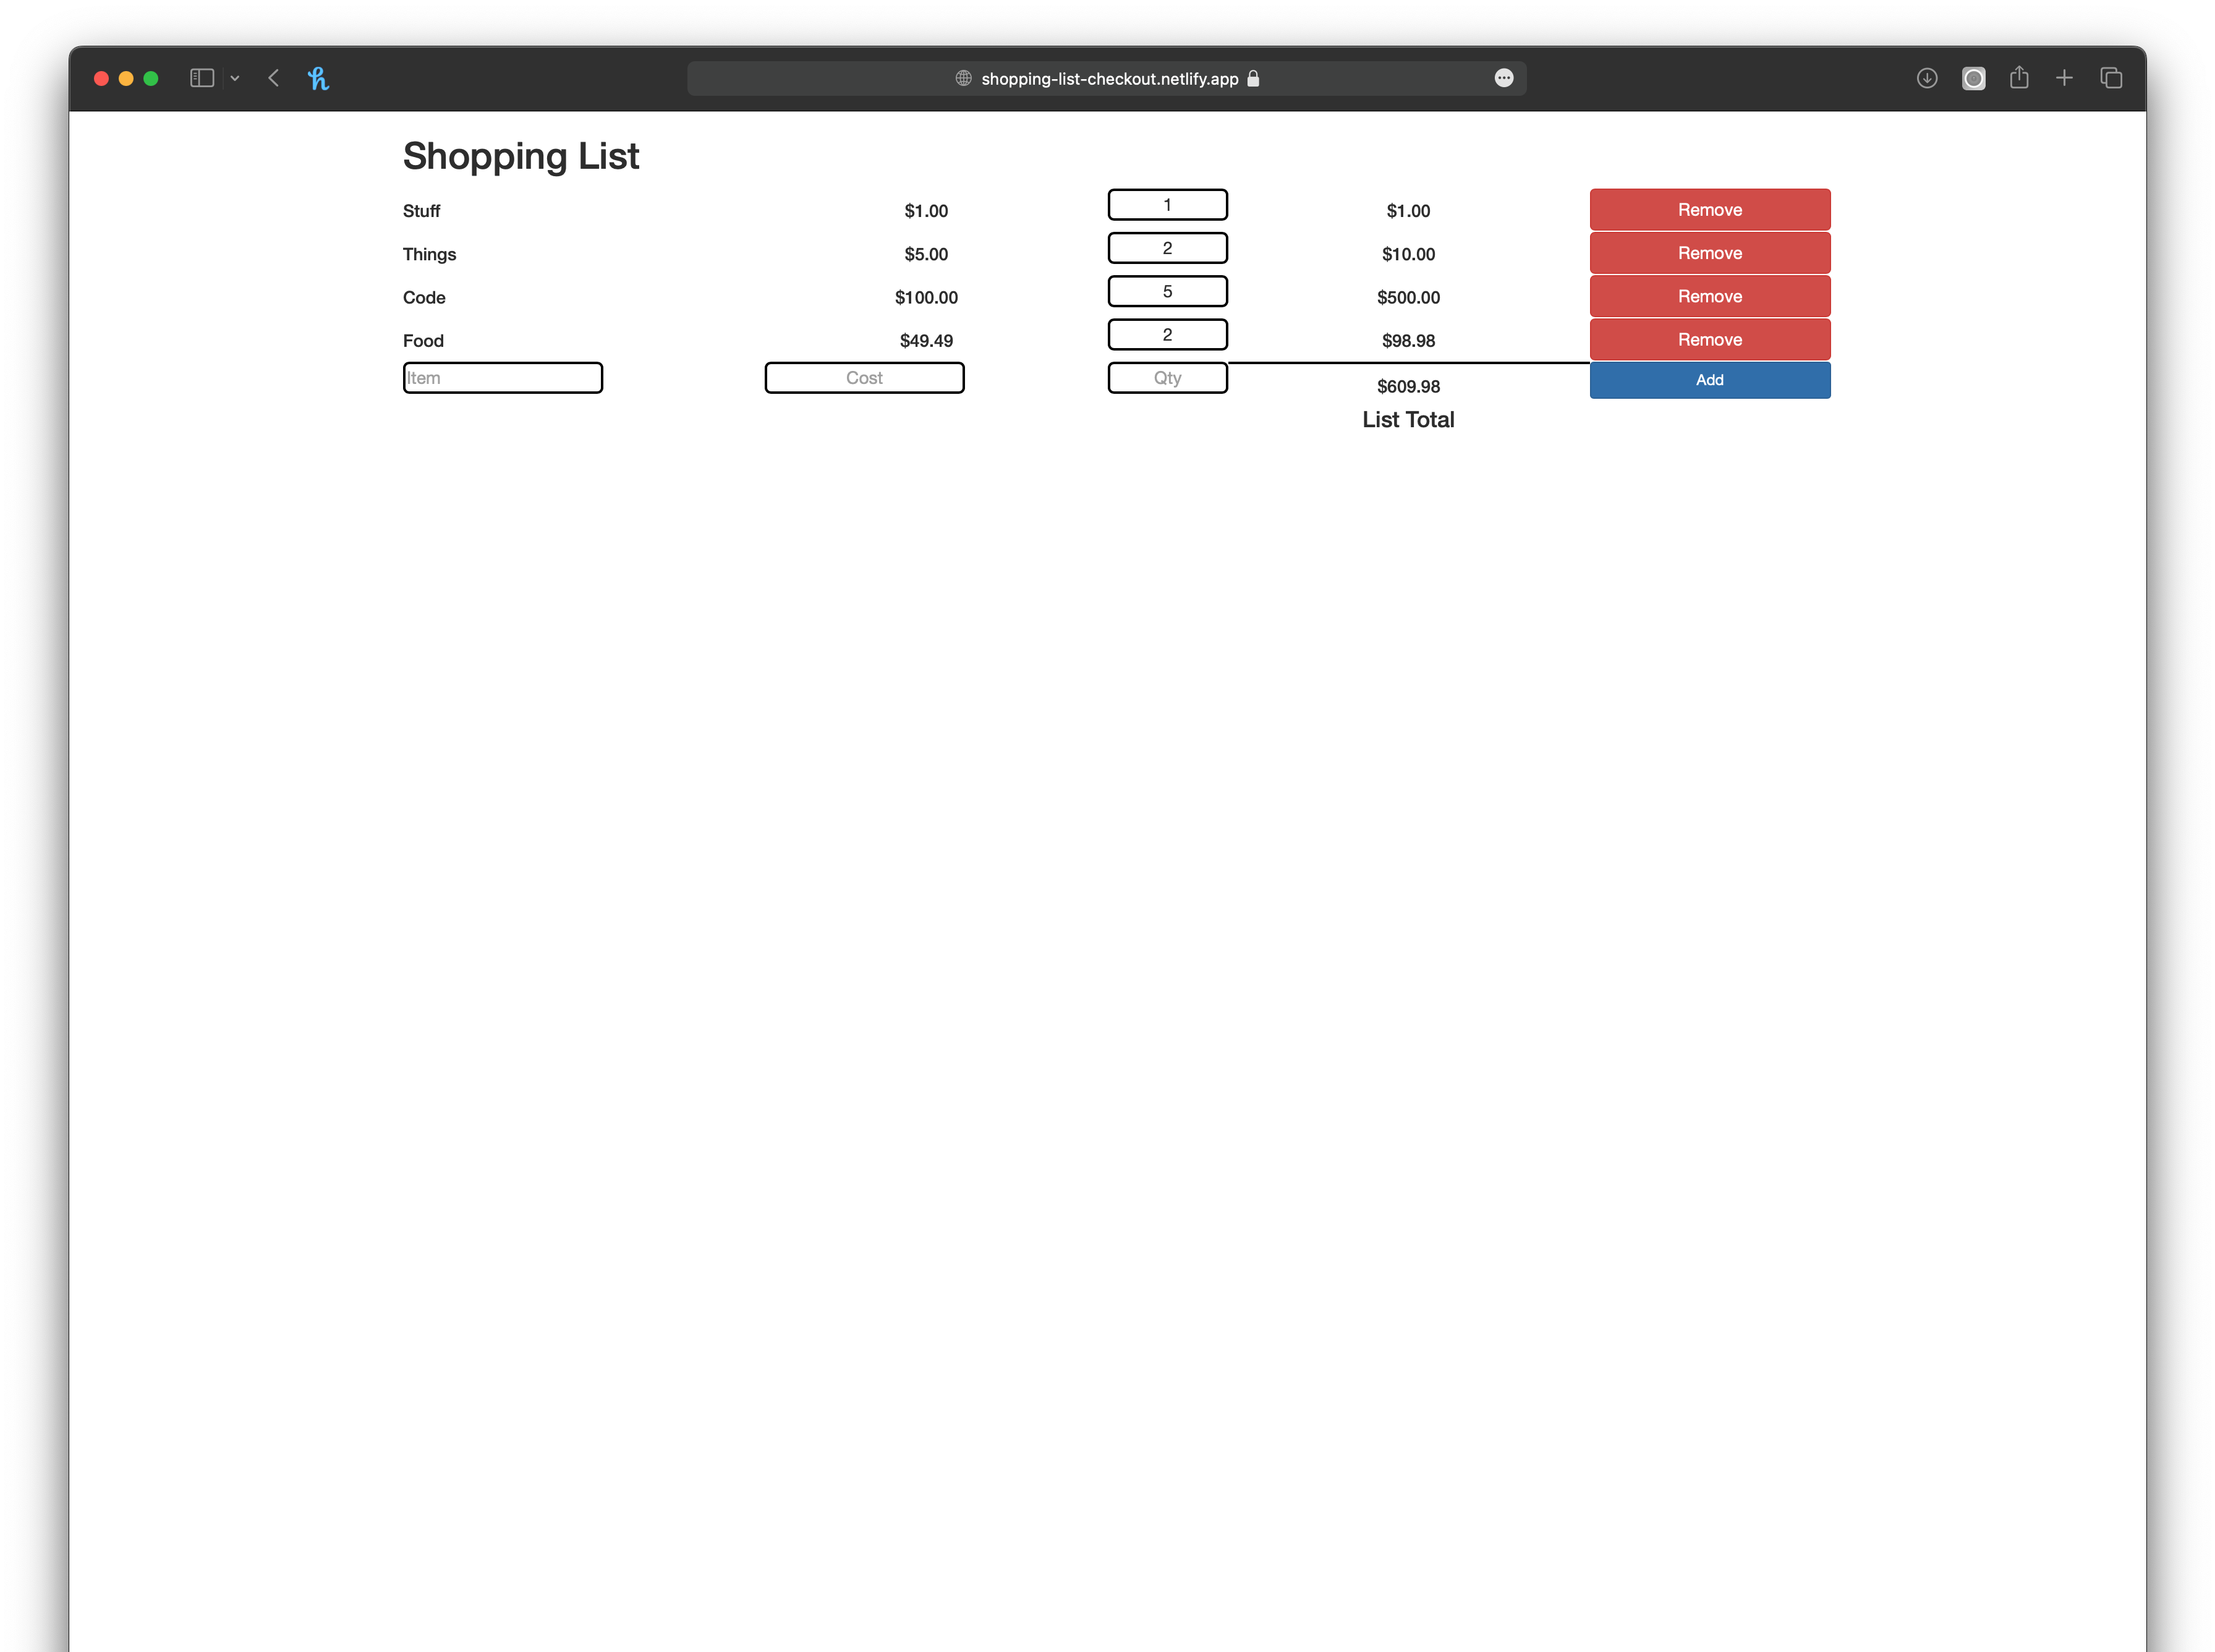 shopping-list-checkout.netlify.app
Shopping List
Stuff $1.00 1 $1.00 Remove
Things $5.00 2 $10.00 Remove
Code $100.00 5 $500.00 Remove
Food $49.49 2 $98.98 Remove
Item Cost Qty $609.98 Add
List Total